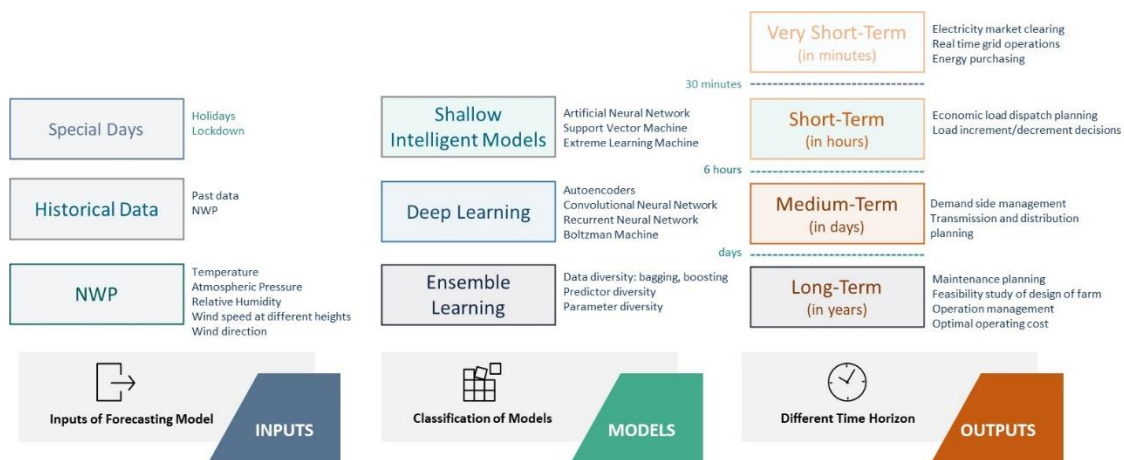 Special Days
Holidays
Lockdown
Historical Data
Past data
NWP
NWP
Temperature
Atmospheric Pressure
Relative Humidity
Wind speed at different heights
Wind direction
Inputs of Forecasting Model
INPUTS
Shallow
Intelligent Models
Artificial Neural Network
Support Vector Machine
Extreme Learning Machine
Deep Learning
Autoencoders
Convolutional Neural Network
Recurrent Neural Network
Boltzman Machine
Ensemble
Learning
Data diversity: bagging, boosting
Predictor diversity
Parameter diversity
Classification of Models
MODELS
Very Short-Term
(in minutes)
Electricity market clearing
Real time grid operations
Energy purchasing
30 minutes
Short-Term
(in hours)
Economic load dispatch planning
Load increment/decrement decisions
6 hours
Medium-Term
(in days)
Demand side management
Transmission and distribution
planning
days
Long-Term
(in years)
Maintenance planning
Feasibility study of design of farm
Operation management
Optimal operating cost
Different Time Horizon
OUTPUTS